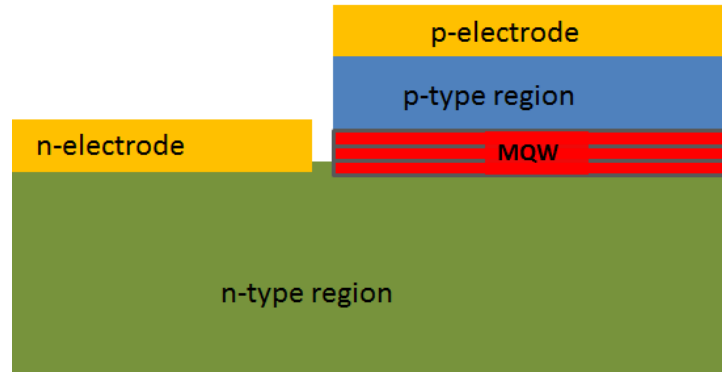 p-electrode
p-type region
n-electrode
MQW
n-type region